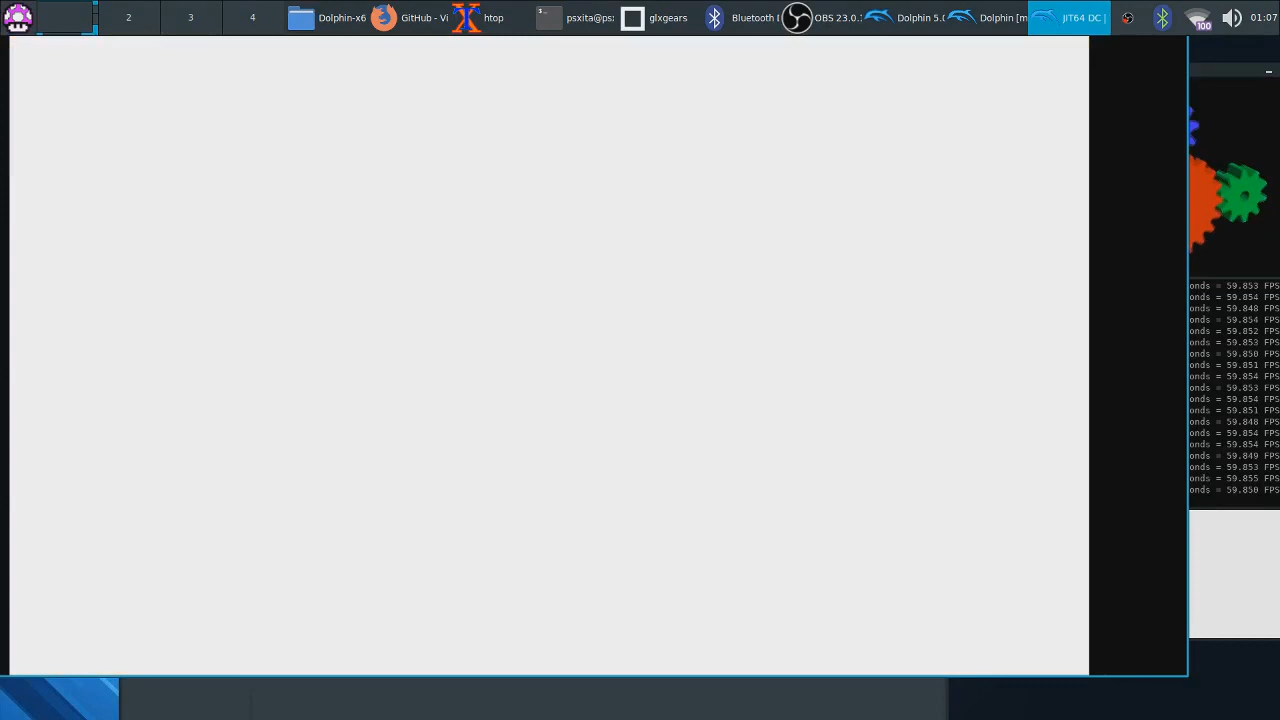 2 3 4 Dolphin-x6 GitHub - Vi htop psxita@ps: glxgears Bluetooth OBS 23.0. Dolphin 5.0 Dolphin [m JIT64 DC | 100 01:07
onds = 59.853 FPS
onds = 59.854 FPS
onds = 59.848 FPS
onds = 59.854 FPS
onds = 59.852 FPS
onds = 59.853 FPS
onds = 59.850 FPS
onds = 59.851 FPS
onds = 59.854 FPS
onds = 59.853 FPS
onds = 59.854 FPS
onds = 59.851 FPS
onds = 59.848 FPS
onds = 59.854 FPS
onds = 59.854 FPS
onds = 59.849 FPS
onds = 59.853 FPS
onds = 59.855 FPS
onds = 59.850 FPS